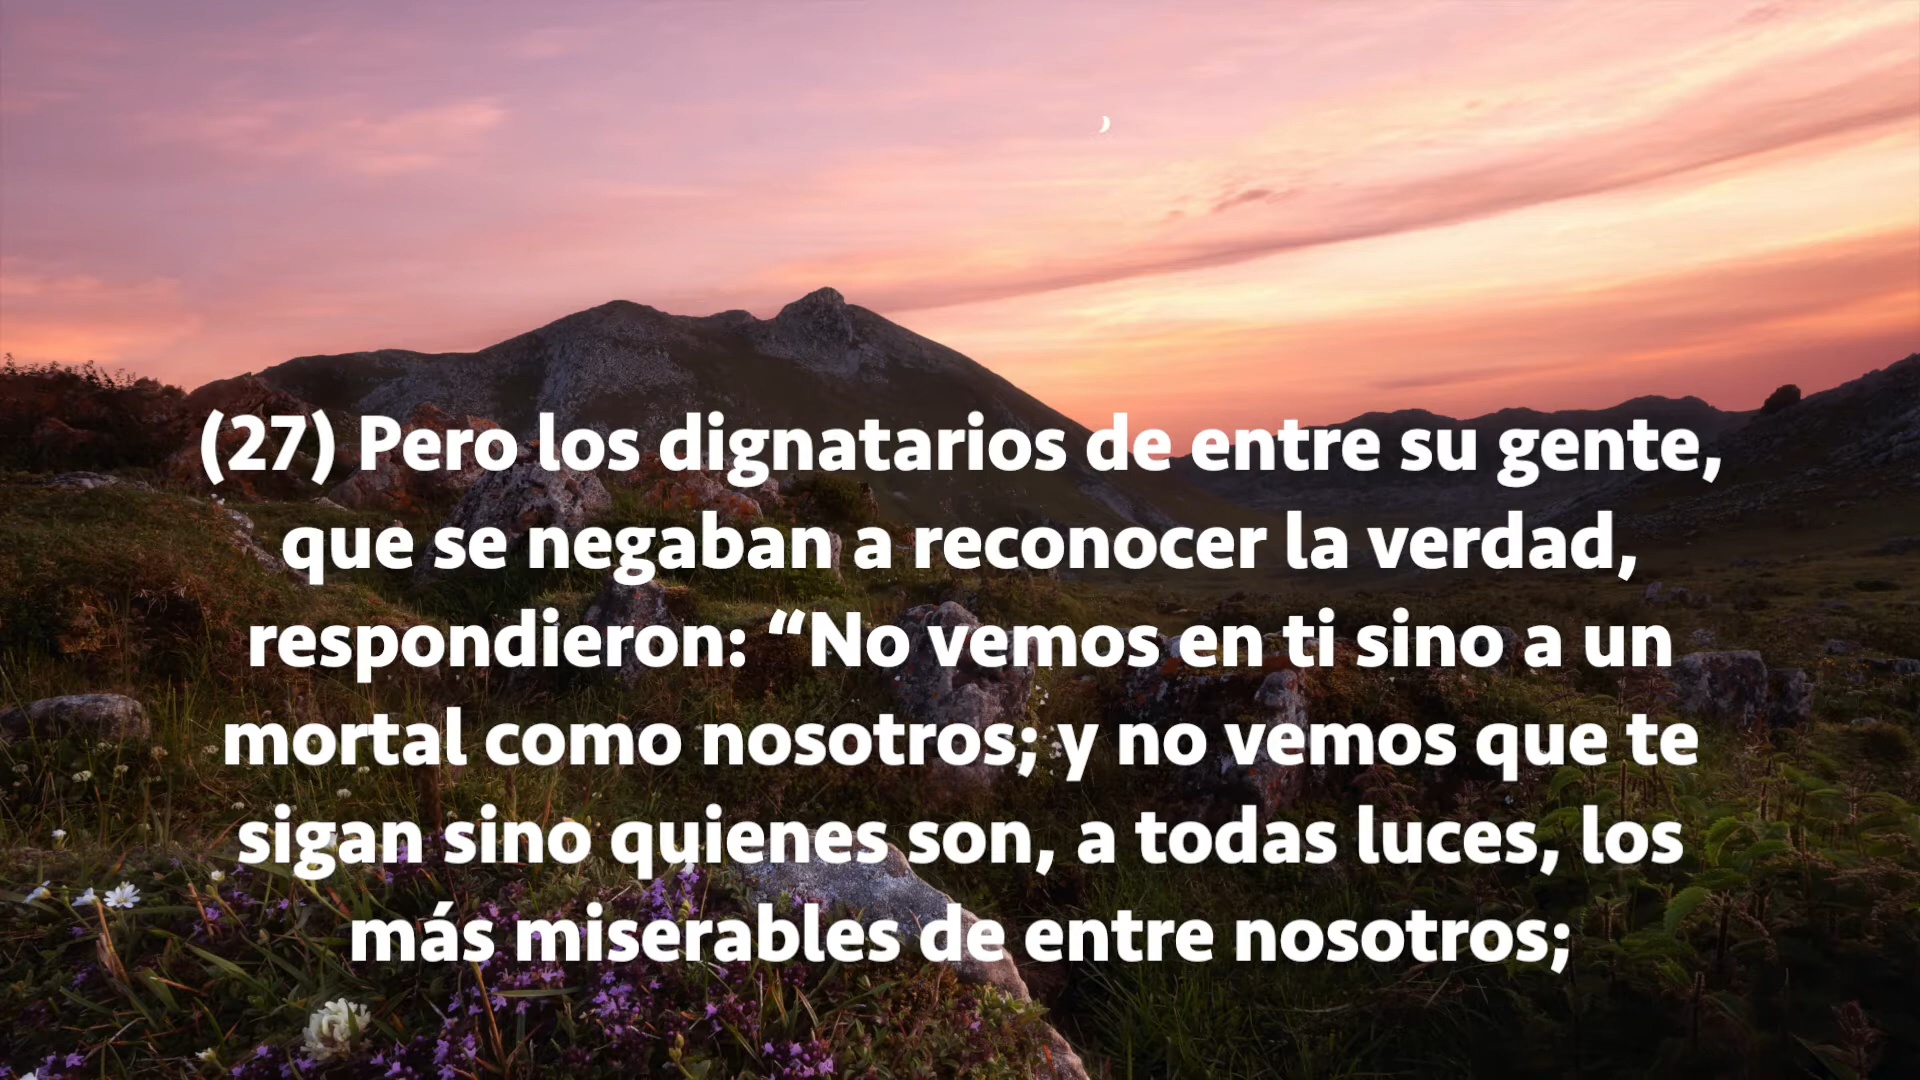 (27) Pero los dignatarios de entre su gente,
que se negaban a reconocer la verdad,
respondieron: “No vemos en ti sino a un
mortal como nosotros; y no vemos que te
sigan sino quienes son, a todas luces, los
más miserables de entre nosotros;